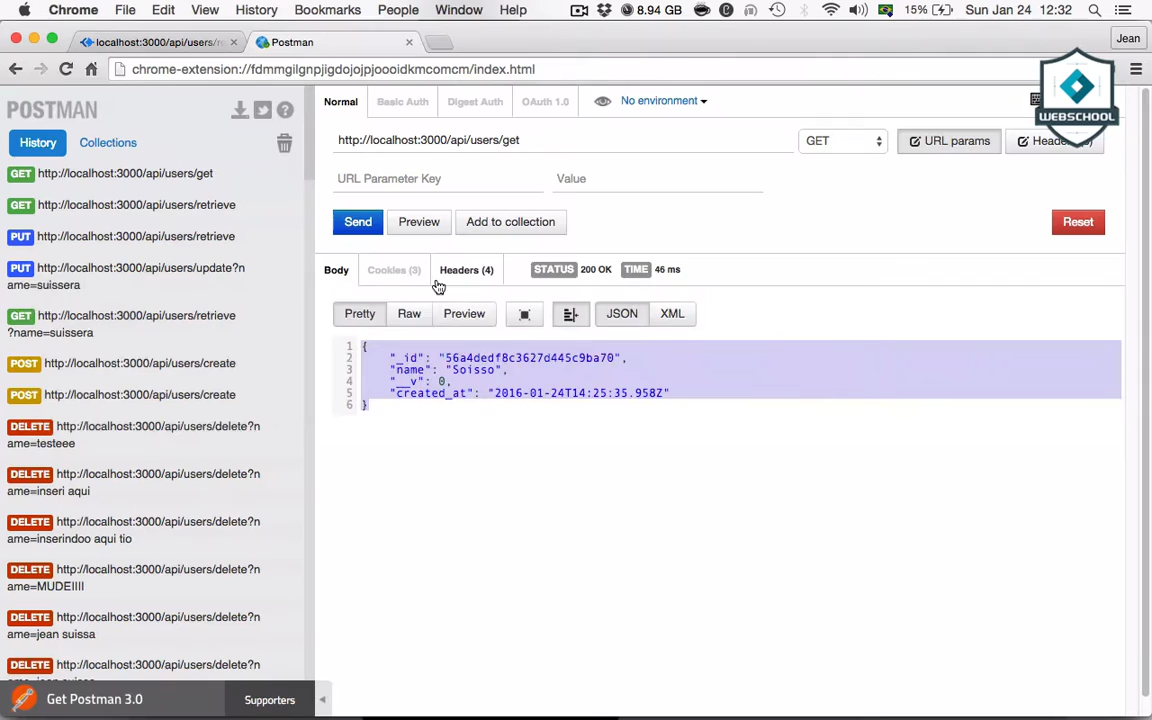 Chrome File Edit View History Bookmarks People Window Help 8.94 GB 15% Sun Jan 24 12:32
localhost:3000/api/users/re
Postman
Jean
chrome-extension://fdmmgilgnpjigdojojpjoooidkmcomcm/index.html
WEBSCHOOL
POSTMAN
History Collections
GET http://localhost:3000/api/users/get
GET http://localhost:3000/api/users/retrieve
PUT http://localhost:3000/api/users/retrieve
PUT http://localhost:3000/api/users/update?n
ame=suissera
GET http://localhost:3000/api/users/retrieve
?name=suissera
POST http://localhost:3000/api/users/create
POST http://localhost:3000/api/users/create
DELETE http://localhost:3000/api/users/delete?n
ame=testeee
DELETE http://localhost:3000/api/users/delete?n
ame=inseri aqui
DELETE http://localhost:3000/api/users/delete?n
ame=inserindoo aqui tio
DELETE http://localhost:3000/api/users/delete?n
ame=MUDEIIII
DELETE http://localhost:3000/api/users/delete?n
ame=jean suissa
DELETE http://localhost:3000/api/users/delete?n
Get Postman 3.0 Supporters
Normal Basic Auth Digest Auth OAuth 1.0 No environment
http://localhost:3000/api/users/get GET URL params
URL Parameter Key Value
Send Preview Add to collection Reset
Body Cookies (3) Headers (4) STATUS 200 OK TIME 46 ms
Pretty Raw Preview JSON XML
1 {
2 "_id": "56a4dedf8c3627d445c9ba70",
3 "name": "Soisso",
4 "__v": 0,
5 "created_at": "2016-01-24T14:25:35.958Z"
6 }